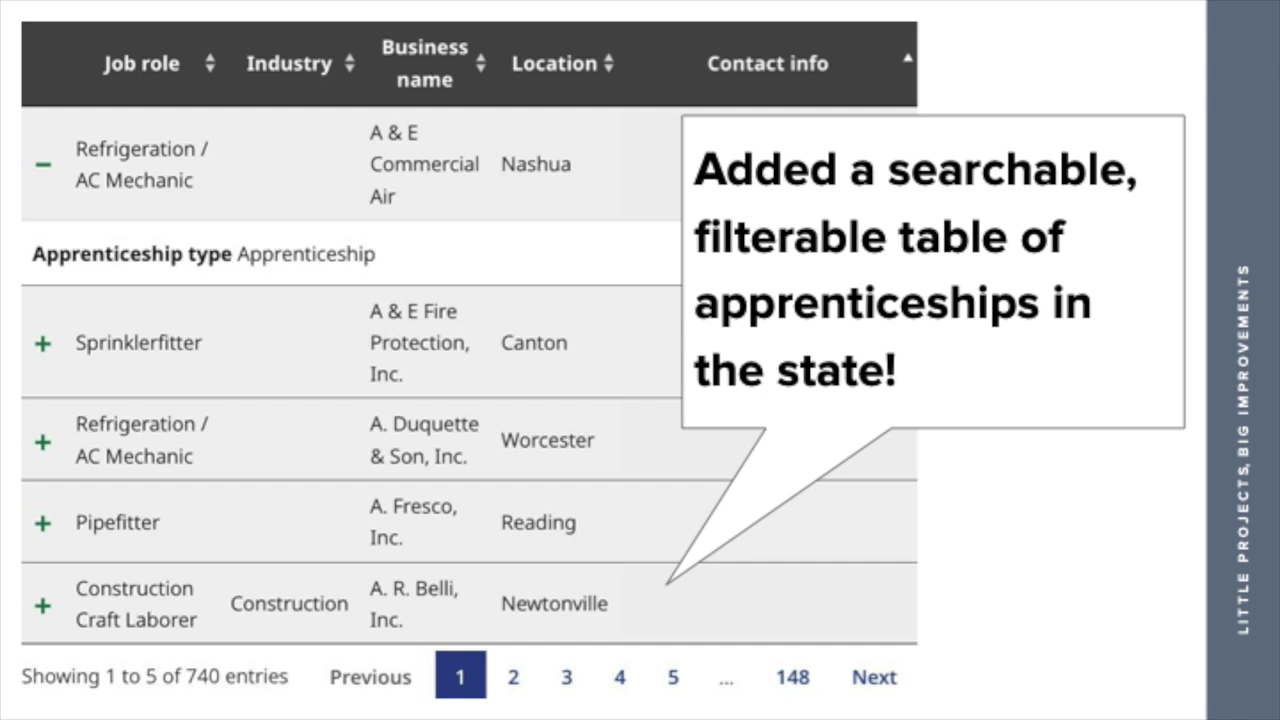 Job role
Industry
Business
name
Location
Contact info
Refrigeration /
AC Mechanic
A & E
Commercial
Air
Nashua
Apprenticeship type Apprenticeship
Sprinklerfitter
A & E Fire
Protection,
Inc.
Canton
Refrigeration /
AC Mechanic
A. Duquette
& Son, Inc.
Worcester
Pipefitter
A. Fresco,
Inc.
Reading
Construction
Craft Laborer
Construction
A. R. Belli,
Inc.
Newtonville
Showing 1 to 5 of 740 entries
Previous 1 2 3 4 5 ... 148 Next
Added a searchable,
filterable table of
apprenticeships in
the state!
LITTLE PROJECTS, BIG IMPROVEMENTS